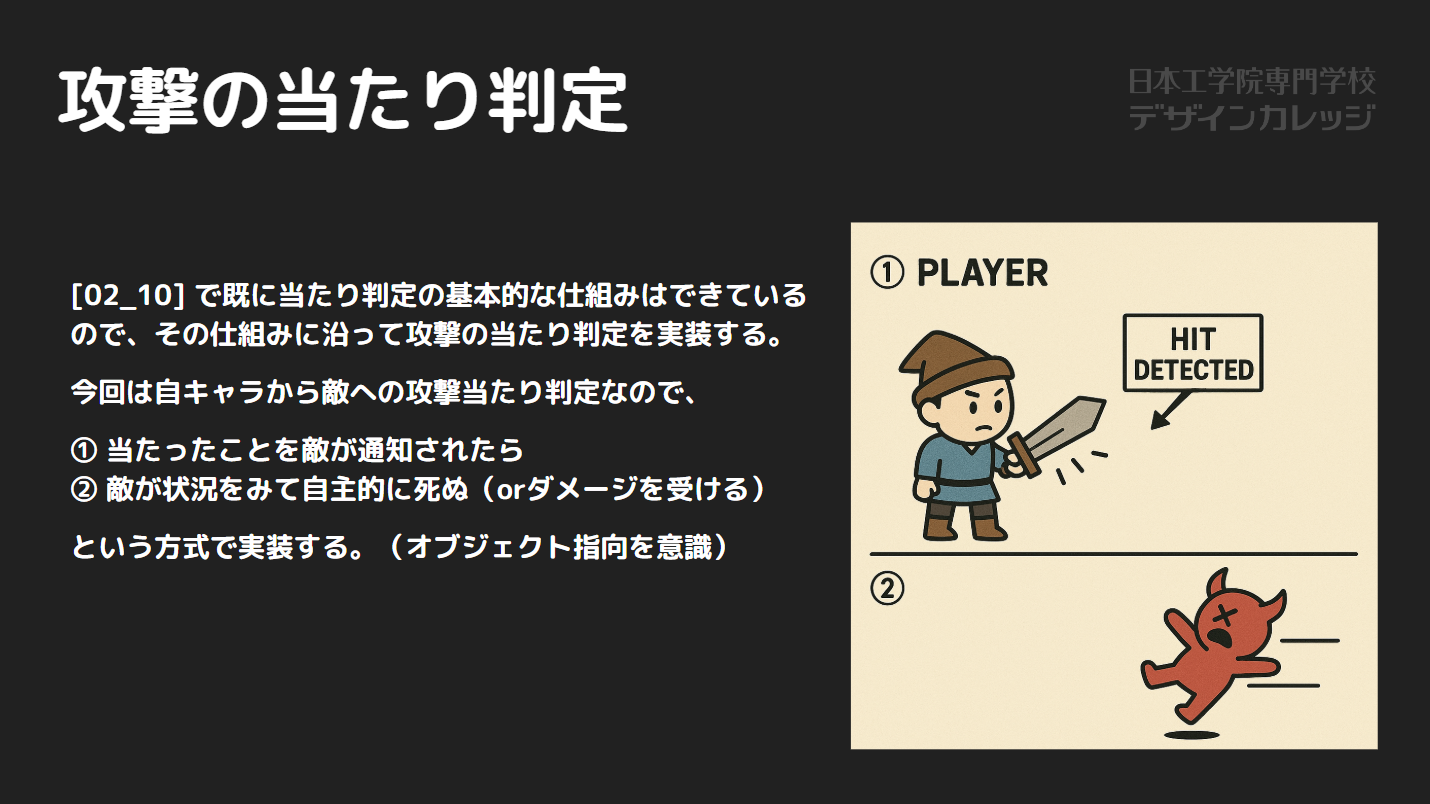 攻撃の当たり判定
日本工学院専門学校
デザインカレッジ
[02_10] で既に当たり判定の基本的な仕組みはできている
ので、その仕組みに沿って攻撃の当たり判定を実装する。
今回は自キャラから敵への攻撃当たり判定なので、
① 当たったことを敵が通知されたら
② 敵が状況をみて自主的に死ぬ（orダメージを受ける）
という方式で実装する。（オブジェクト指向を意識）
① PLAYER
HIT
DETECTED
②